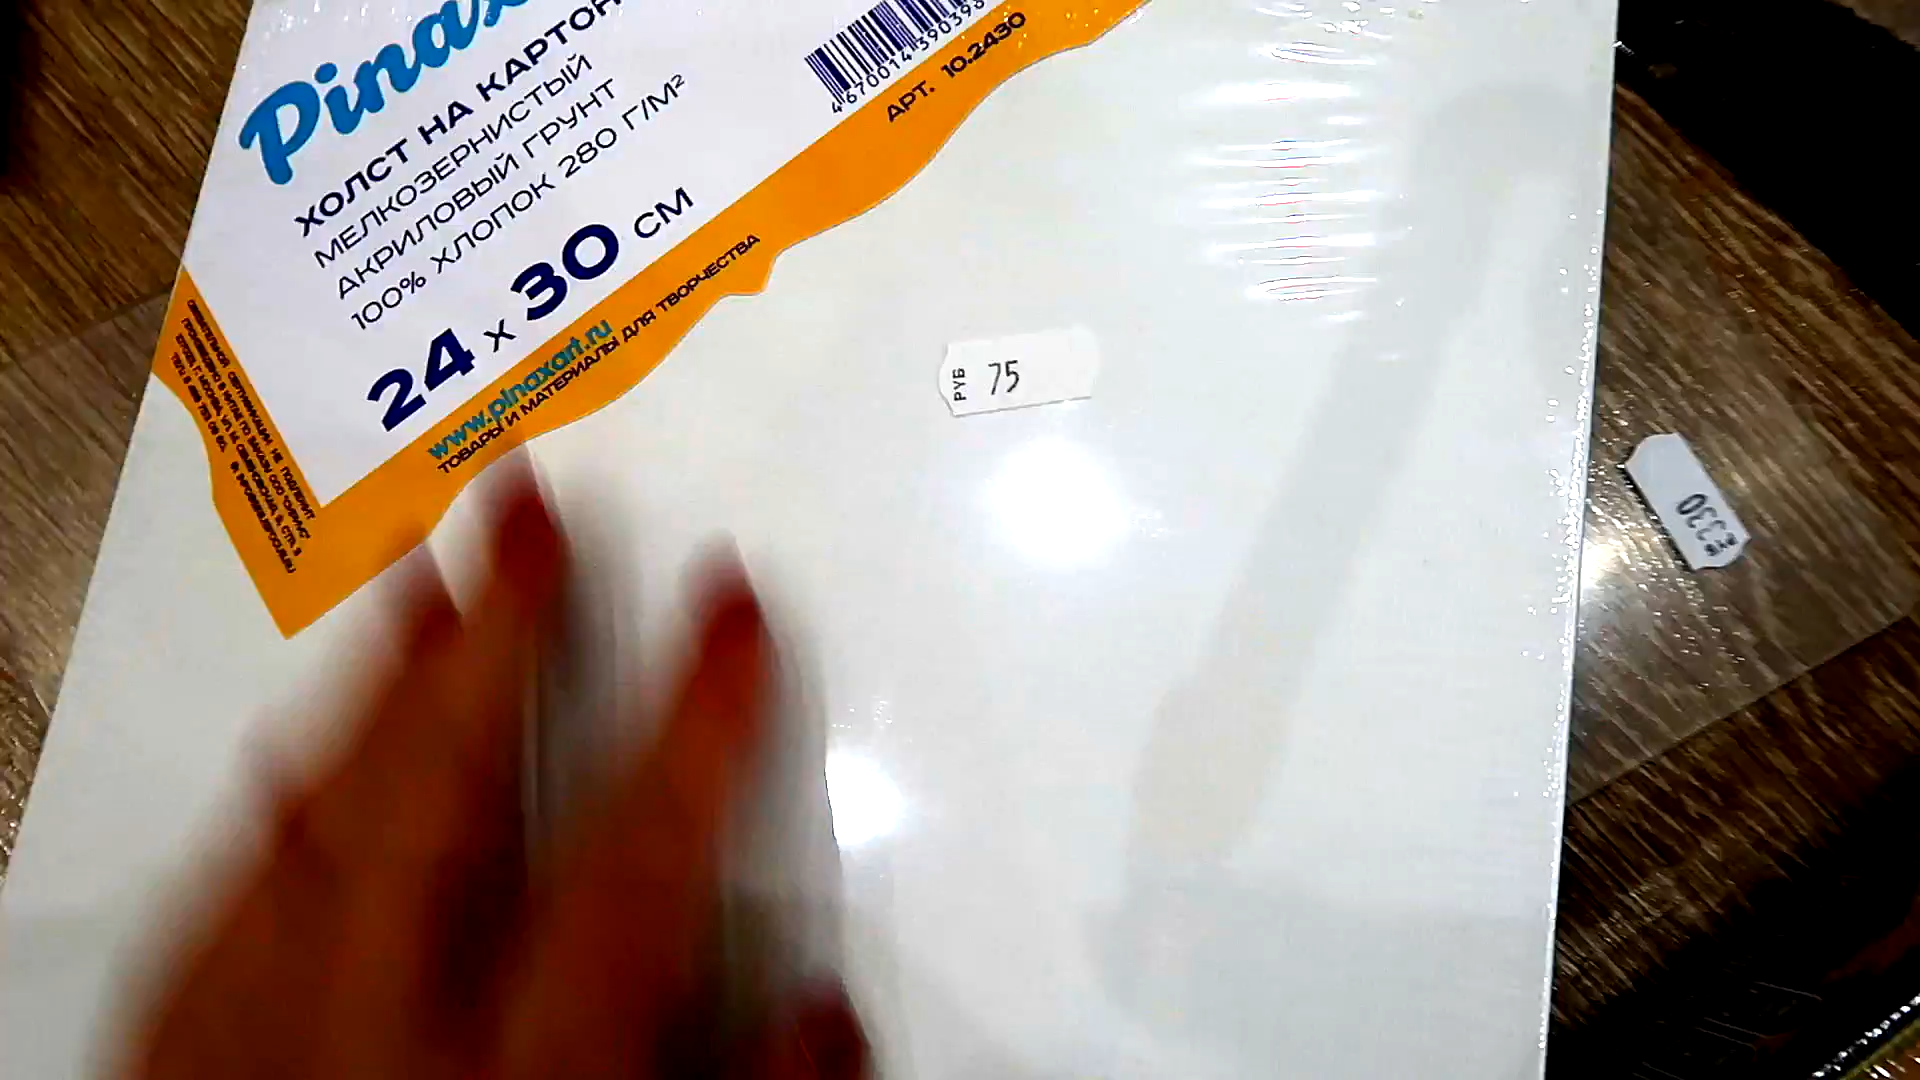 Pinax
ХОЛСТ НА КАРТОН
МЕЛКОЗЕРНИСТЫЙ
АКРИЛОВЫЙ ГРУНТ
100% ХЛОПОК 280 Г/М²
24 x 30 СМ
www.pinaxart.ru
ТОВАРЫ И МАТЕРИАЛЫ ДЛЯ ТВОРЧЕСТВА
4670014390398
АРТ. 10.2430
РУБ 75
330